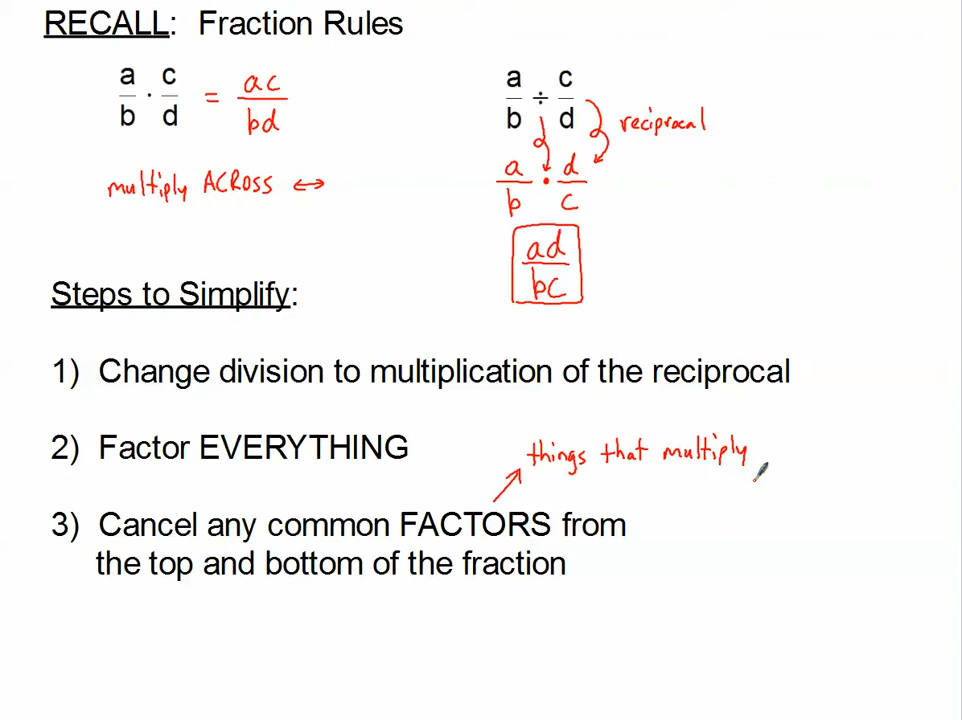 RECALL: Fraction Rules
a/b · c/d = ac/bd
multiply ACROSS ↔
a/b ÷ c/d
reciprocal
a/b · d/c
ad/bc
Steps to Simplify:
1) Change division to multiplication of the reciprocal
2) Factor EVERYTHING
things that multiply
3) Cancel any common FACTORS from
the top and bottom of the fraction